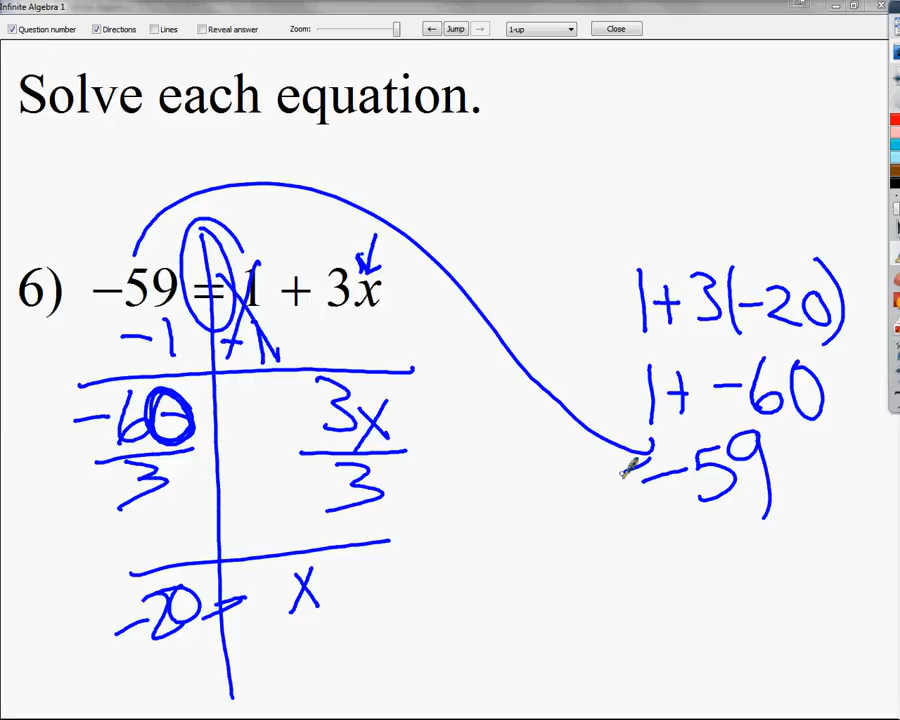 Infinite Algebra 1
Question number Directions Lines Reveal answer Zoom: Jump 1-up Close
Solve each equation.
6) −59 = 1 + 3x
-1
-60 3x
3 3
-20 = x
1+3(-20)
1+ -60
-59